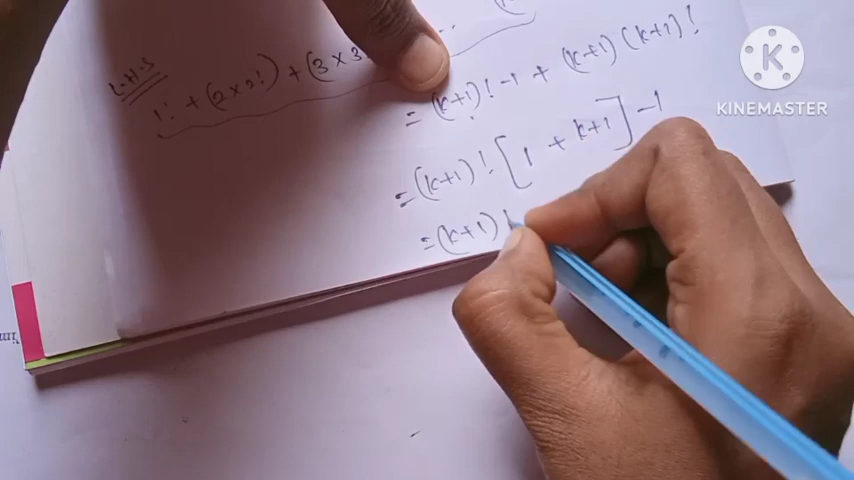 L.H.S
1! + (2×2!) + (3×3
= (k+1)! -1 + (k+1)(k+1)!
= (k+1)! [1 + k+1] -1
= (k+1)!
KINEMASTER